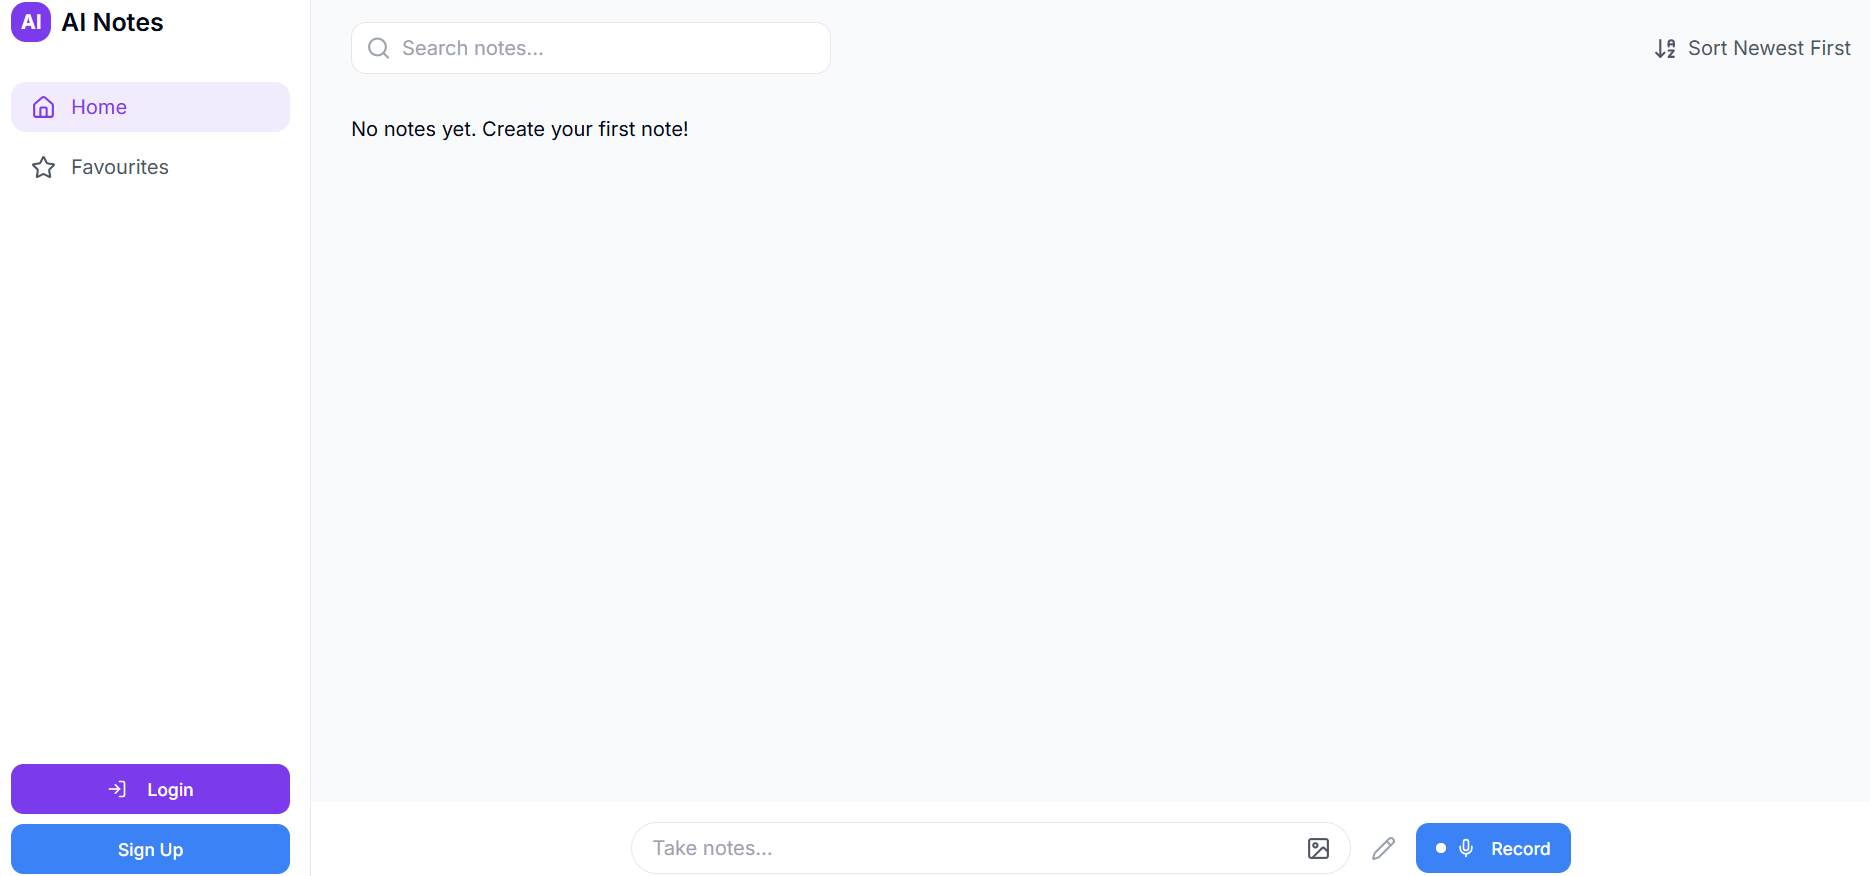 AI AI Notes
Home
Favourites
Login
Sign Up
Search notes...
Sort Newest First
No notes yet. Create your first note!
Take notes...
Record